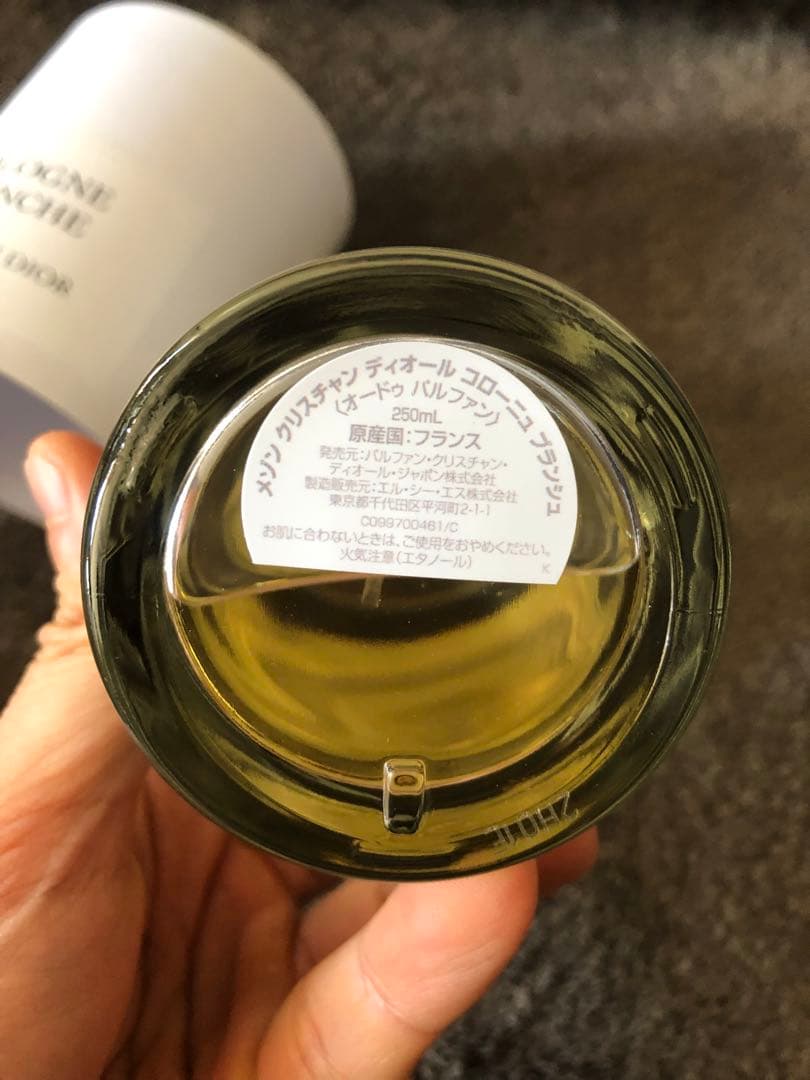 LOGNE
NCHE
DIOR
メゾン クリスチャン ディオール コローニュ ブランシュ
(オードゥ パルファン)
250mL
原産国:フランス
発売元:パルファン・クリスチャン・
ディオール・ジャポン株式会社
製造販売元:エル・シー・エス株式会社
東京都千代田区平河町2-1-1
C099700461/C
お肌に合わないときは、ご使用をおやめください。
火気注意(エタノール)
K